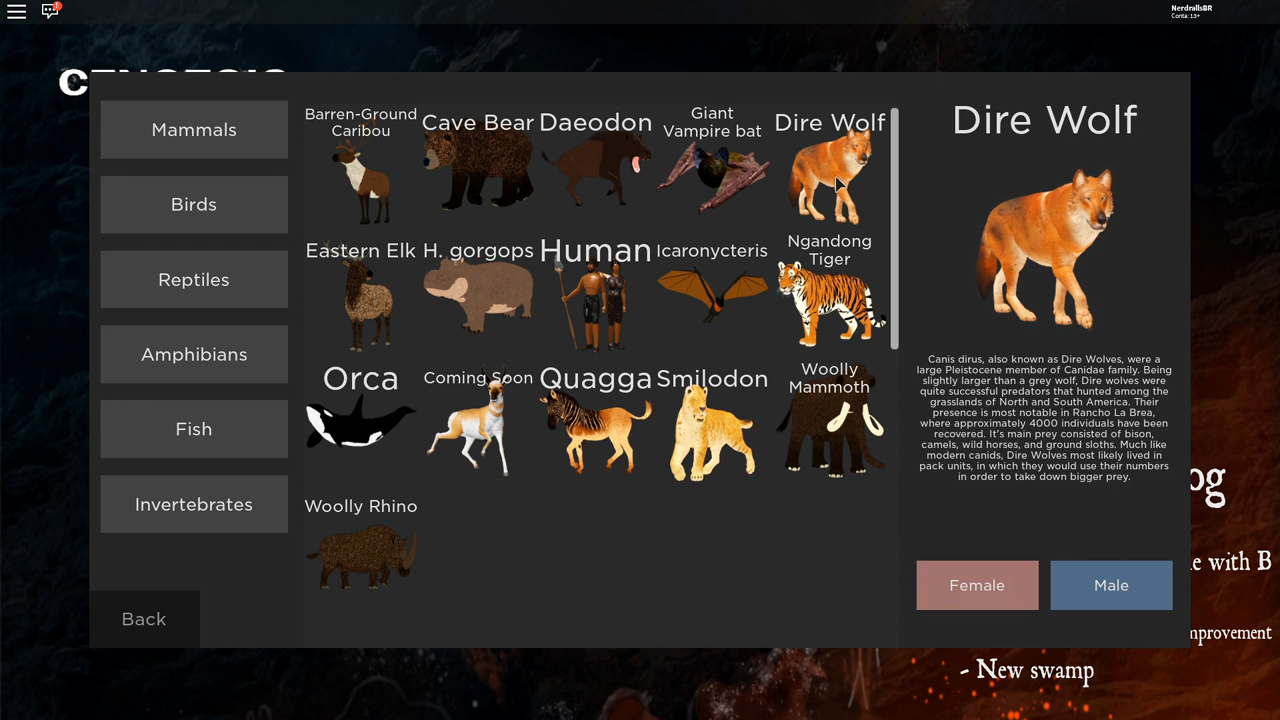 NerdrallsBR
Conta: 13+
Mammals
Birds
Reptiles
Amphibians
Fish
Invertebrates
Back
Barren-Ground
Caribou
Cave Bear
Daeodon
Giant
Vampire bat
Dire Wolf
Eastern Elk
H. gorgops
Human
Icaronycteris
Ngandong
Tiger
Orca
Coming Soon
Quagga
Smilodon
Woolly
Mammoth
Woolly Rhino
Dire Wolf
Canis dirus, also known as Dire Wolves, were a
large Pleistocene member of Canidae family. Being
slightly larger than a grey wolf, Dire wolves were
quite successful predators that hunted among the
grasslands of North and South America. Their
presence is most notable in Rancho La Brea,
where approximately 4000 individuals have been
recovered. It's main prey consisted of bison,
camels, wild horses, and ground sloths. Much like
modern canids, Dire Wolves most likely lived in
pack units, in which they would use their numbers
in order to take down bigger prey.
Female
Male
og
with B
mprovement
- New swamp